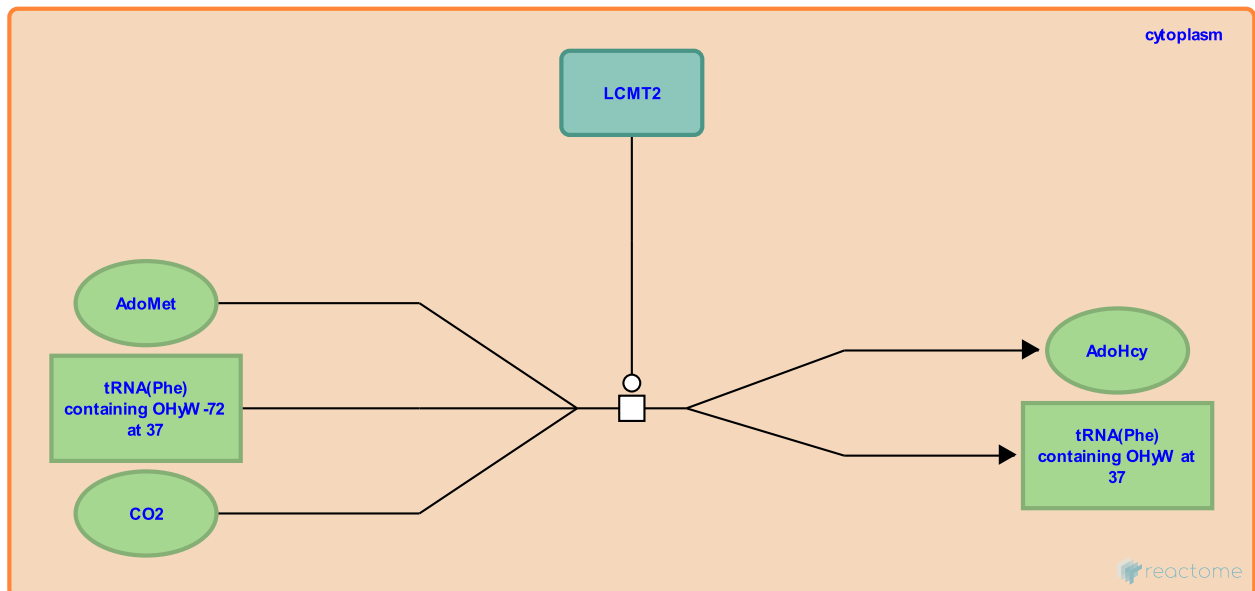 cytoplasm
LCMT2
AdoMet
tRNA(Phe)
containing OHyW-72
at 37
CO2
AdoHcy
tRNA(Phe)
containing OHyW at
37
reactome